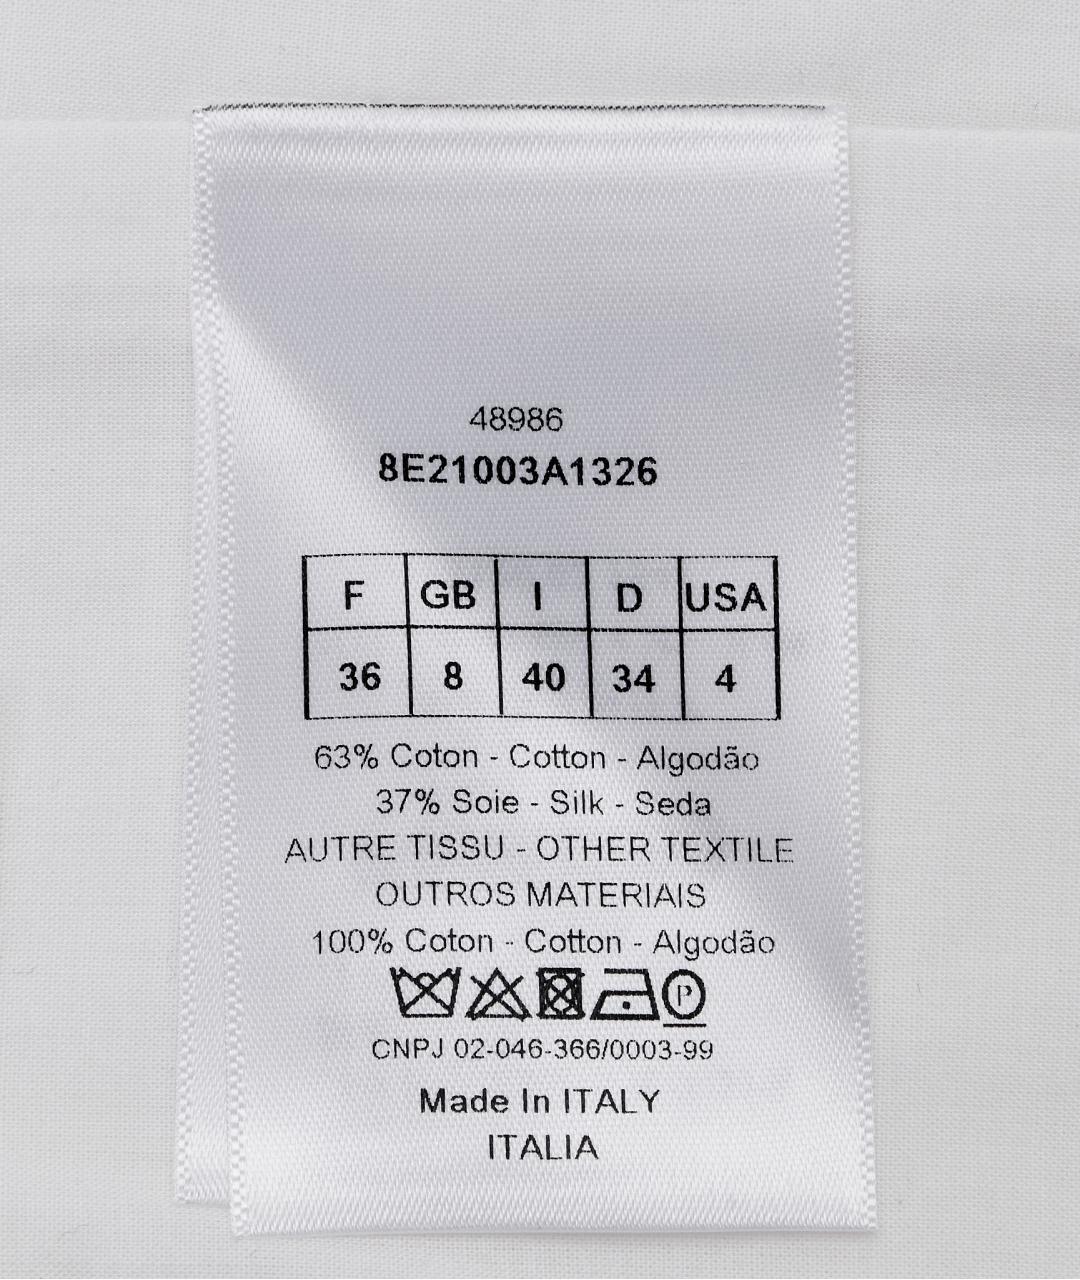 48986
8E21003A1326
F GB I D USA
36 8 40 34 4
63% Coton - Cotton - Algodão
37% Soie - Silk - Seda
AUTRE TISSU - OTHER TEXTILE
OUTROS MATERIAIS
100% Coton - Cotton - Algodão
P
CNPJ 02-046-366/0003-99
Made In ITALY
ITALIA